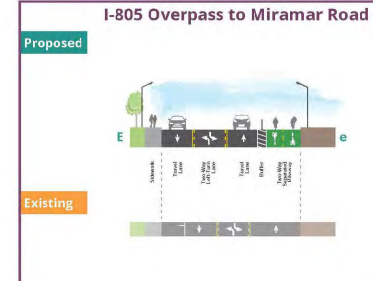 I-805 Overpass to Miramar Road
Proposed
E
e
Sidewalk
Travel
Lane
Two-Way
Left-Turn
Lane
Travel
Lane
Buffer
Two-Way
Separated
Bikeway
Existing